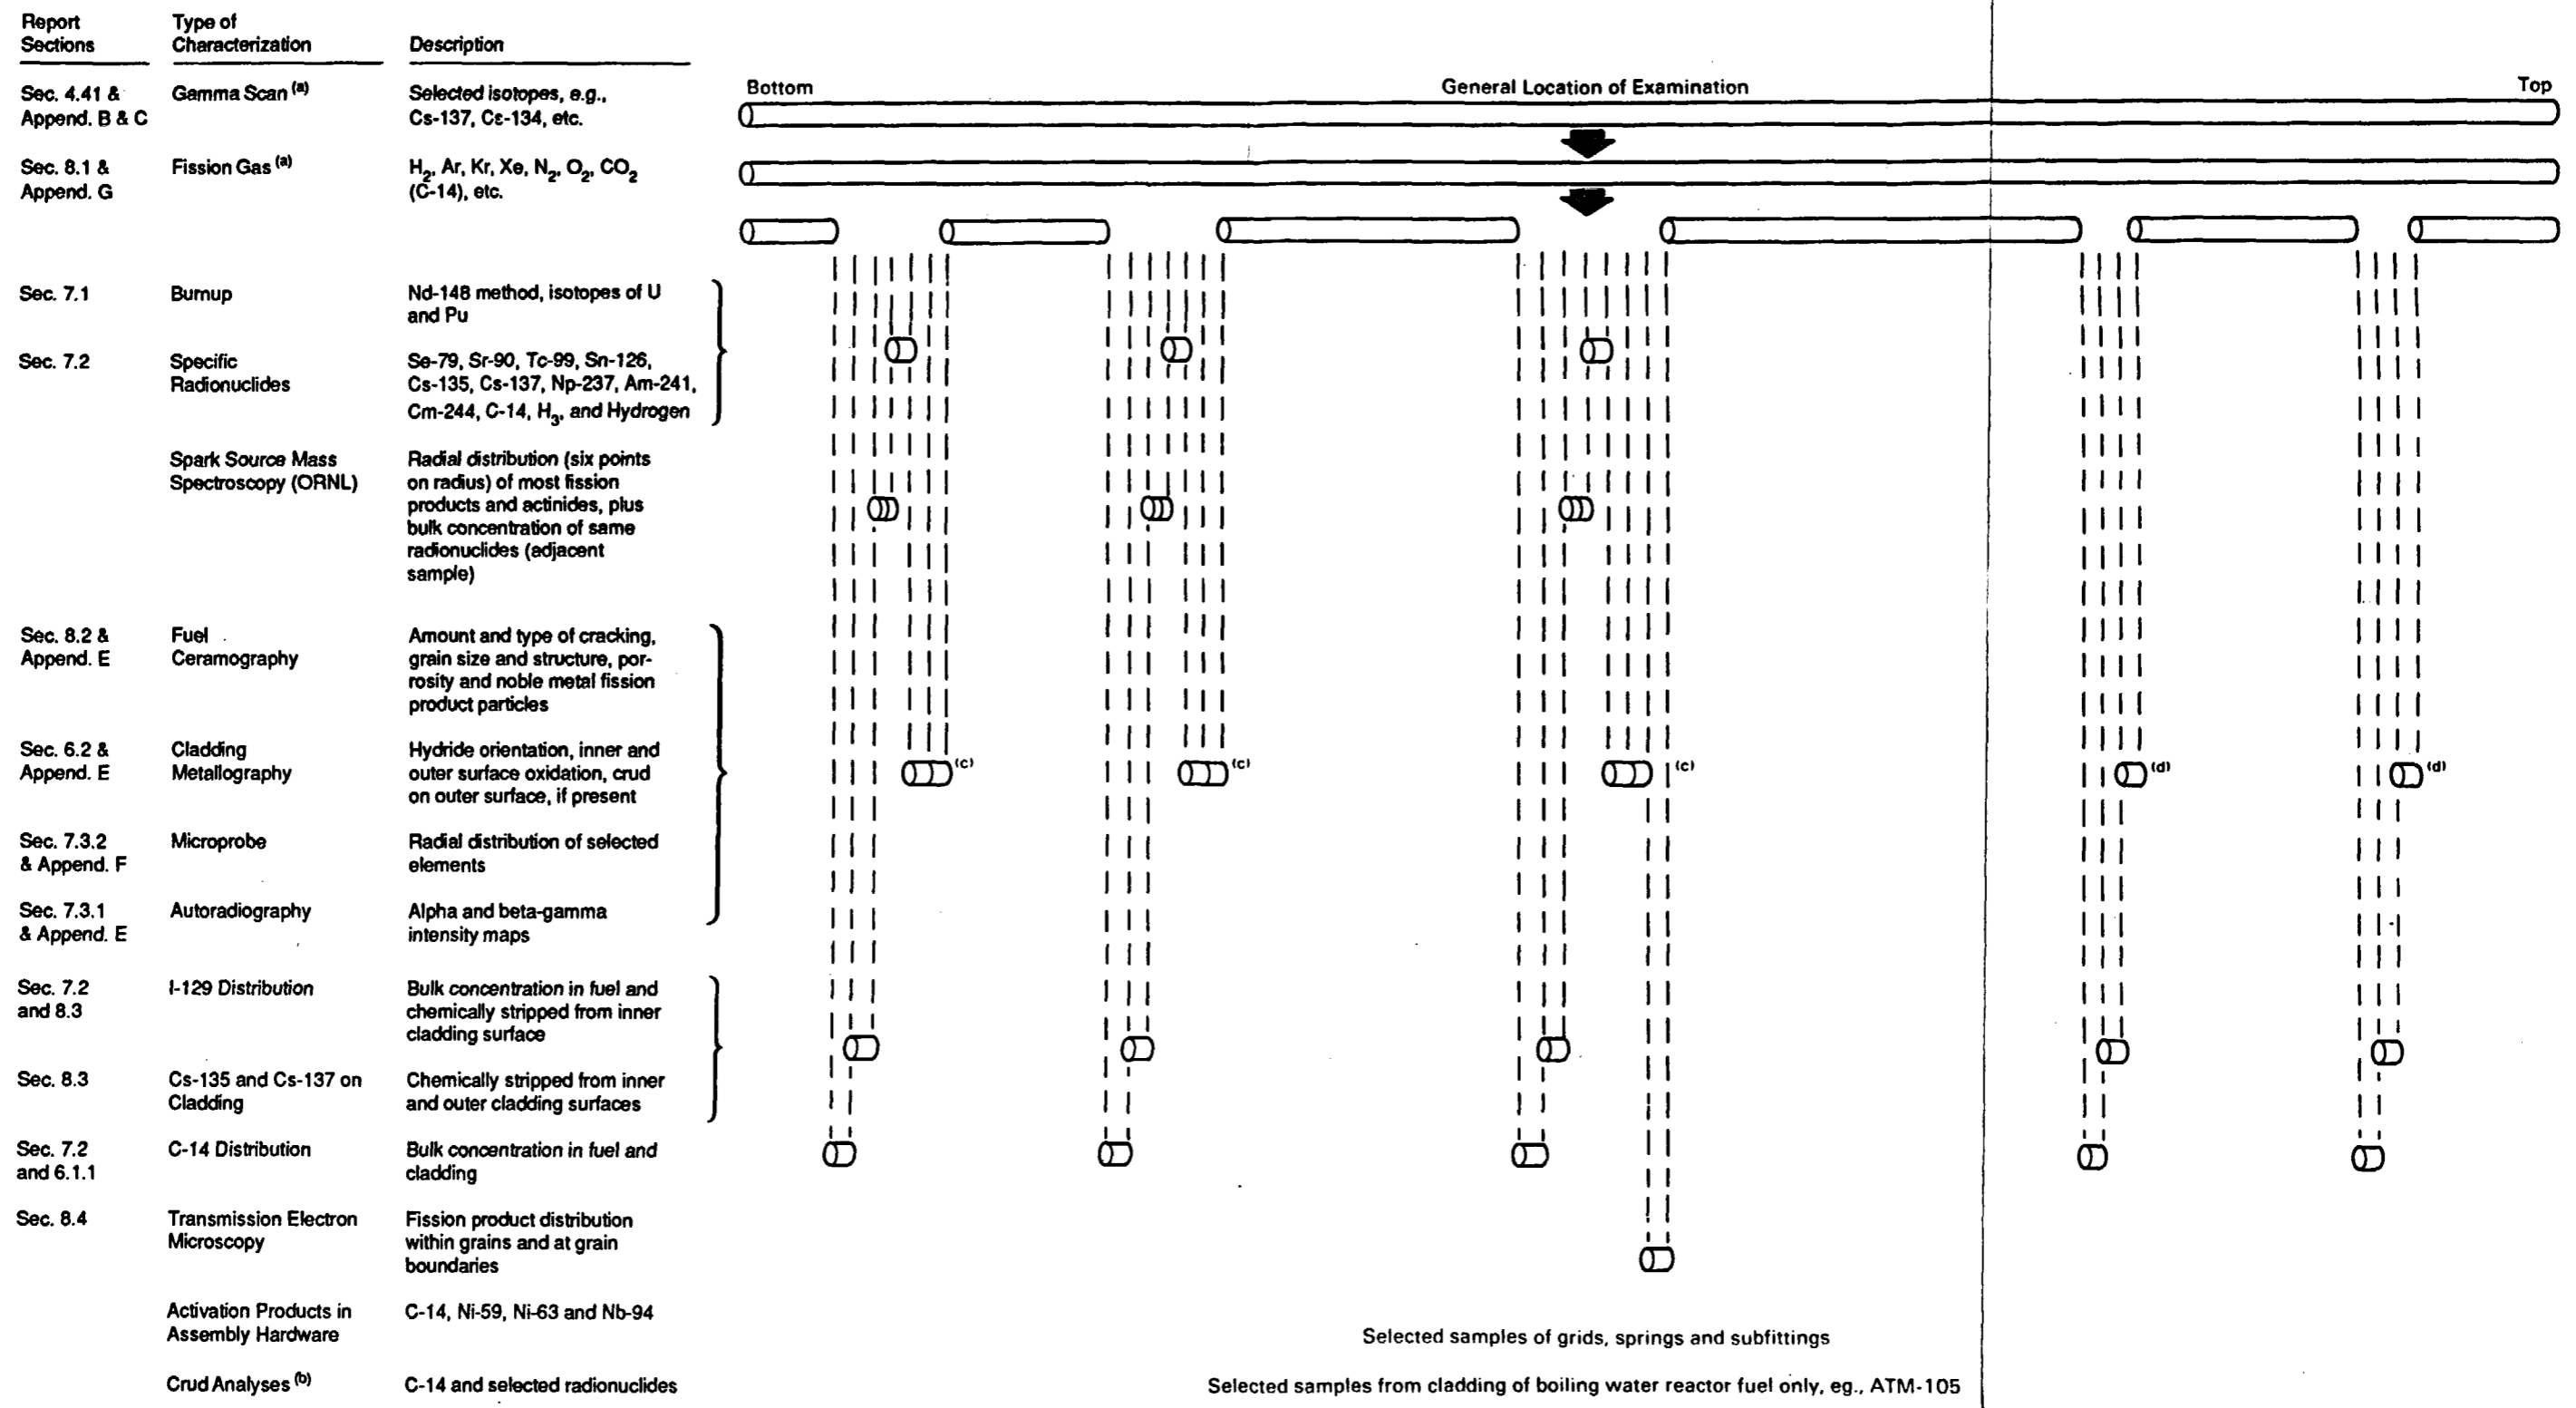 Report Sections
Type of Characterization
Description
Bottom
General Location of Examination
Top
Sec. 4.41 &
Append. B & C
Gamma Scan (a)
Selected isotopes, e.g.,
Cs-137, Cs-134, etc.
Sec. 8.1 &
Append. G
Fission Gas (a)
H2, Ar, Kr, Xe, N2, O2, CO2
(C-14), etc.
Sec. 7.1
Burnup
Nd-148 method, isotopes of U
and Pu
Sec. 7.2
Specific
Radionuclides
Se-79, Sr-90, Tc-99, Sn-126,
Cs-135, Cs-137, Np-237, Am-241,
Cm-244, C-14, H3, and Hydrogen
Spark Source Mass
Spectroscopy (ORNL)
Radial distribution (six points
on radius) of most fission
products and actinides, plus
bulk concentration of same
radionuclides (adjacent
sample)
Sec. 8.2 &
Append. E
Fuel
Ceramography
Amount and type of cracking,
grain size and structure, por-
rosity and noble metal fission
product particles
Sec. 6.2 &
Append. E
Cladding
Metallography
Hydride orientation, inner and
outer surface oxidation, crud
on outer surface, if present
(c)
(c)
(c)
(d)
(d)
Sec. 7.3.2
& Append. F
Microprobe
Radial distribution of selected
elements
Sec. 7.3.1
& Append. E
Autoradiography
Alpha and beta-gamma
intensity maps
Sec. 7.2
and 8.3
I-129 Distribution
Bulk concentration in fuel and
chemically stripped from inner
cladding surface
Sec. 8.3
Cs-135 and Cs-137 on
Cladding
Chemically stripped from inner
and outer cladding surfaces
Sec. 7.2
and 6.1.1
C-14 Distribution
Bulk concentration in fuel and
cladding
Sec. 8.4
Transmission Electron
Microscopy
Fission product distribution
within grains and at grain
boundaries
Activation Products in
Assembly Hardware
C-14, Ni-59, Ni-63 and Nb-94
Selected samples of grids, springs and subfittings
Crud Analyses (b)
C-14 and selected radionuclides
Selected samples from cladding of boiling water reactor fuel only, eg., ATM-105